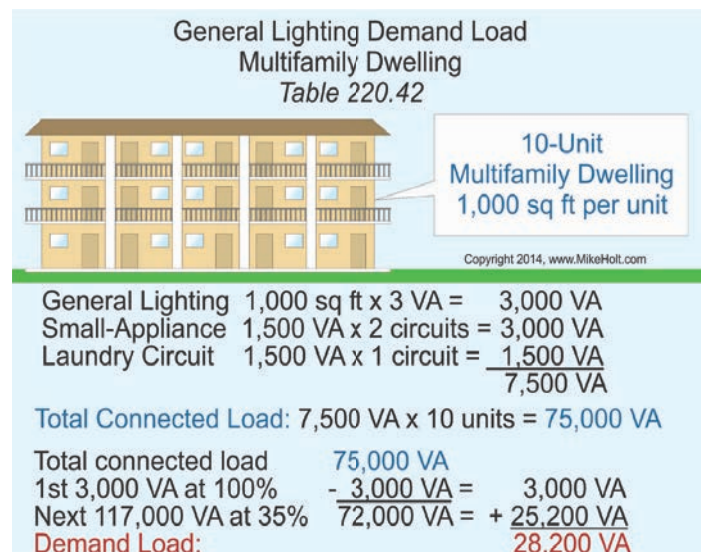 General Lighting Demand Load
Multifamily Dwelling
Table 220.42
10-Unit
Multifamily Dwelling
1,000 sq ft per unit
Copyright 2014, www.MikeHolt.com
General Lighting 1,000 sq ft x 3 VA = 3,000 VA
Small-Appliance 1,500 VA x 2 circuits = 3,000 VA
Laundry Circuit 1,500 VA x 1 circuit = 1,500 VA
7,500 VA
Total Connected Load: 7,500 VA x 10 units = 75,000 VA
Total connected load 75,000 VA
1st 3,000 VA at 100% - 3,000 VA = 3,000 VA
Next 117,000 VA at 35% 72,000 VA = + 25,200 VA
Demand Load: 28,200 VA